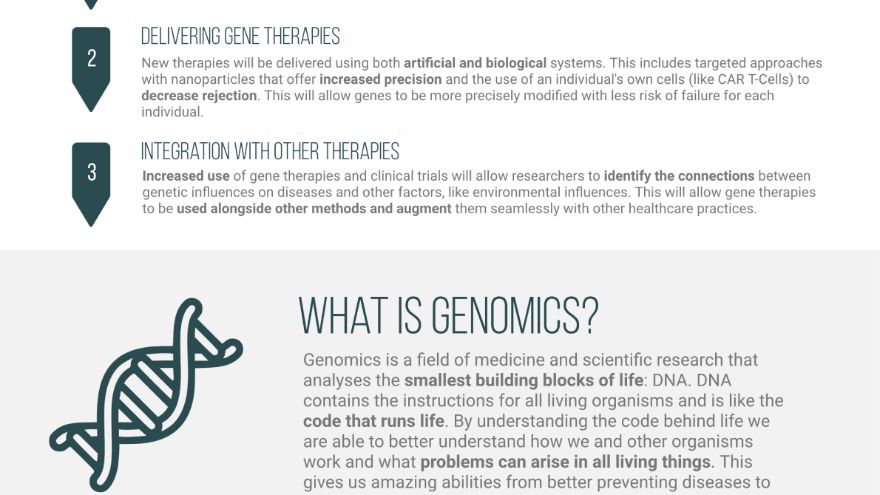 2
DELIVERING GENE THERAPIES
New therapies will be delivered using both artificial and biological systems. This includes targeted approaches
with nanoparticles that offer increased precision and the use of an individual's own cells (like CAR T-Cells) to
decrease rejection. This will allow genes to be more precisely modified with less risk of failure for each
individual.
3
INTEGRATION WITH OTHER THERAPIES
Increased use of gene therapies and clinical trials will allow researchers to identify the connections between
genetic influences on diseases and other factors, like environmental influences. This will allow gene therapies
to be used alongside other methods and augment them seamlessly with other healthcare practices.
WHAT IS GENOMICS?
Genomics is a field of medicine and scientific research that
analyses the smallest building blocks of life: DNA. DNA
contains the instructions for all living organisms and is like the
code that runs life. By understanding the code behind life we
are able to better understand how we and other organisms
work and what problems can arise in all living things. This
gives us amazing abilities from better preventing diseases to